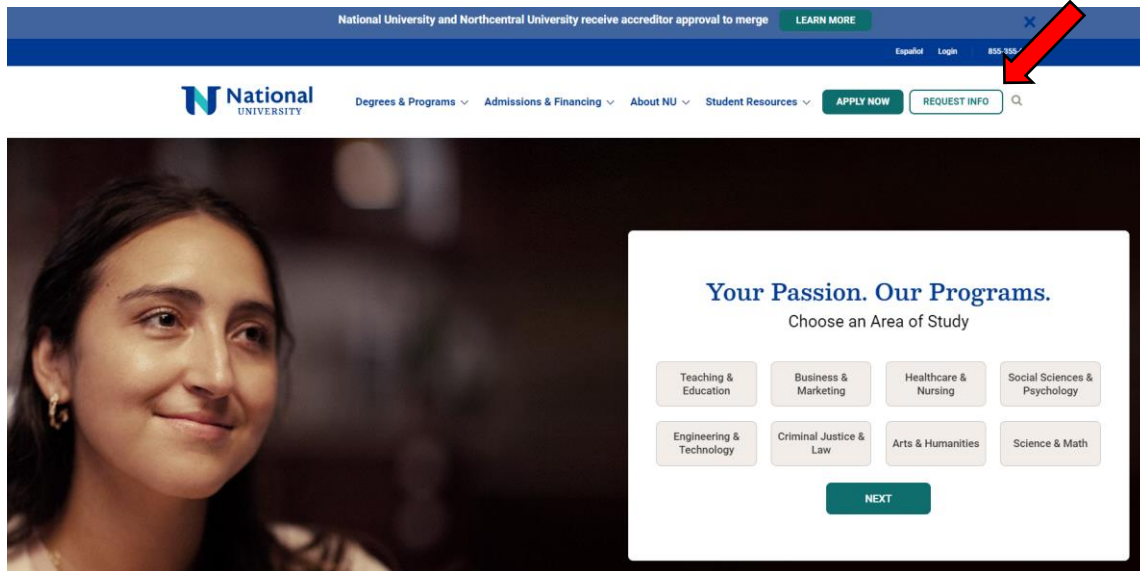 National University and Northcentral University receive accreditor approval to merge LEARN MORE
Español Login 855-355-
National
UNIVERSITY
Degrees & Programs Admissions & Financing About NU Student Resources APPLY NOW REQUEST INFO
Your Passion. Our Programs.
Choose an Area of Study
Teaching &
Education
Business &
Marketing
Healthcare &
Nursing
Social Sciences &
Psychology
Engineering &
Technology
Criminal Justice &
Law
Arts & Humanities
Science & Math
NEXT